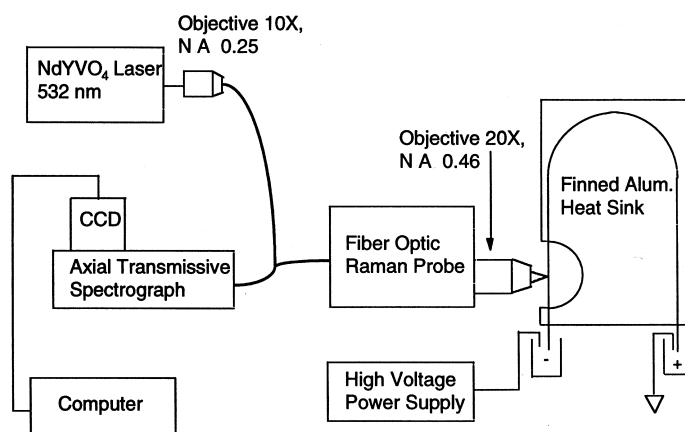 Objective 10X,
N A 0.25
NdYVO4 Laser
532 nm
Objective 20X,
N A 0.46
Finned Alum.
Heat Sink
CCD
Axial Transmissive
Spectrograph
Fiber Optic
Raman Probe
High Voltage
Power Supply
-
+
Computer